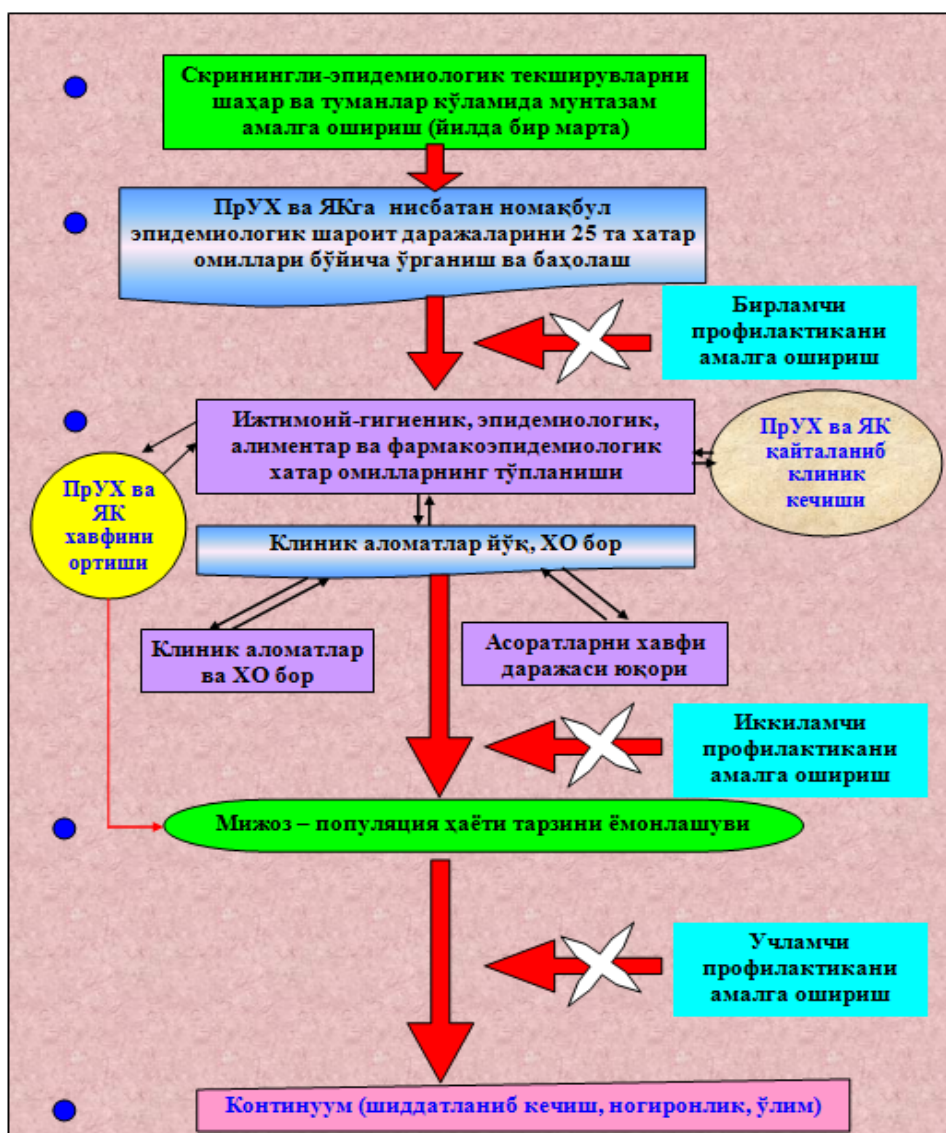 Скринингли-эпидемиологик текширувларни
шаҳар ва туманлар кўламида мунтазам
амалга ошириш (йилда бир марта)
ПрУХ ва ЯКга нисбатан номақбул
эпидемиологик шароит даражаларини 25 та хатар
омиллари бўйича ўрганиш ва баҳолаш
Бирламчи
профилактикани
амалга ошириш
Ижтимоий-гигиеник, эпидемиологик,
алиментар ва фармакоэпидемиологик
хатар омилларнинг тўпланиши
ПрУХ ва ЯК
қайталаниб
клиник
кечиши
ПрУХ ва
ЯК
хавфини
ортиши
Клиник аломатлар йўқ, ХО бор
Клиник аломатлар
ва ХО бор
Асоратларни хавфи
даражаси юқори
Иккиламчи
профилактикани
амалга ошириш
Мижоз – популяция ҳаёти тарзини ёмонлашуви
Учламчи
профилактикани
амалга ошириш
Континуум (шиддатланиб кечиш, ногиронлик, ўлим)